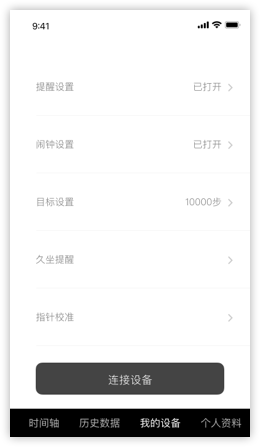 9:41
提醒设置 已打开
闹钟设置 已打开
目标设置 10000步
久坐提醒
指针校准
连接设备
时间轴 历史数据 我的设备 个人资料